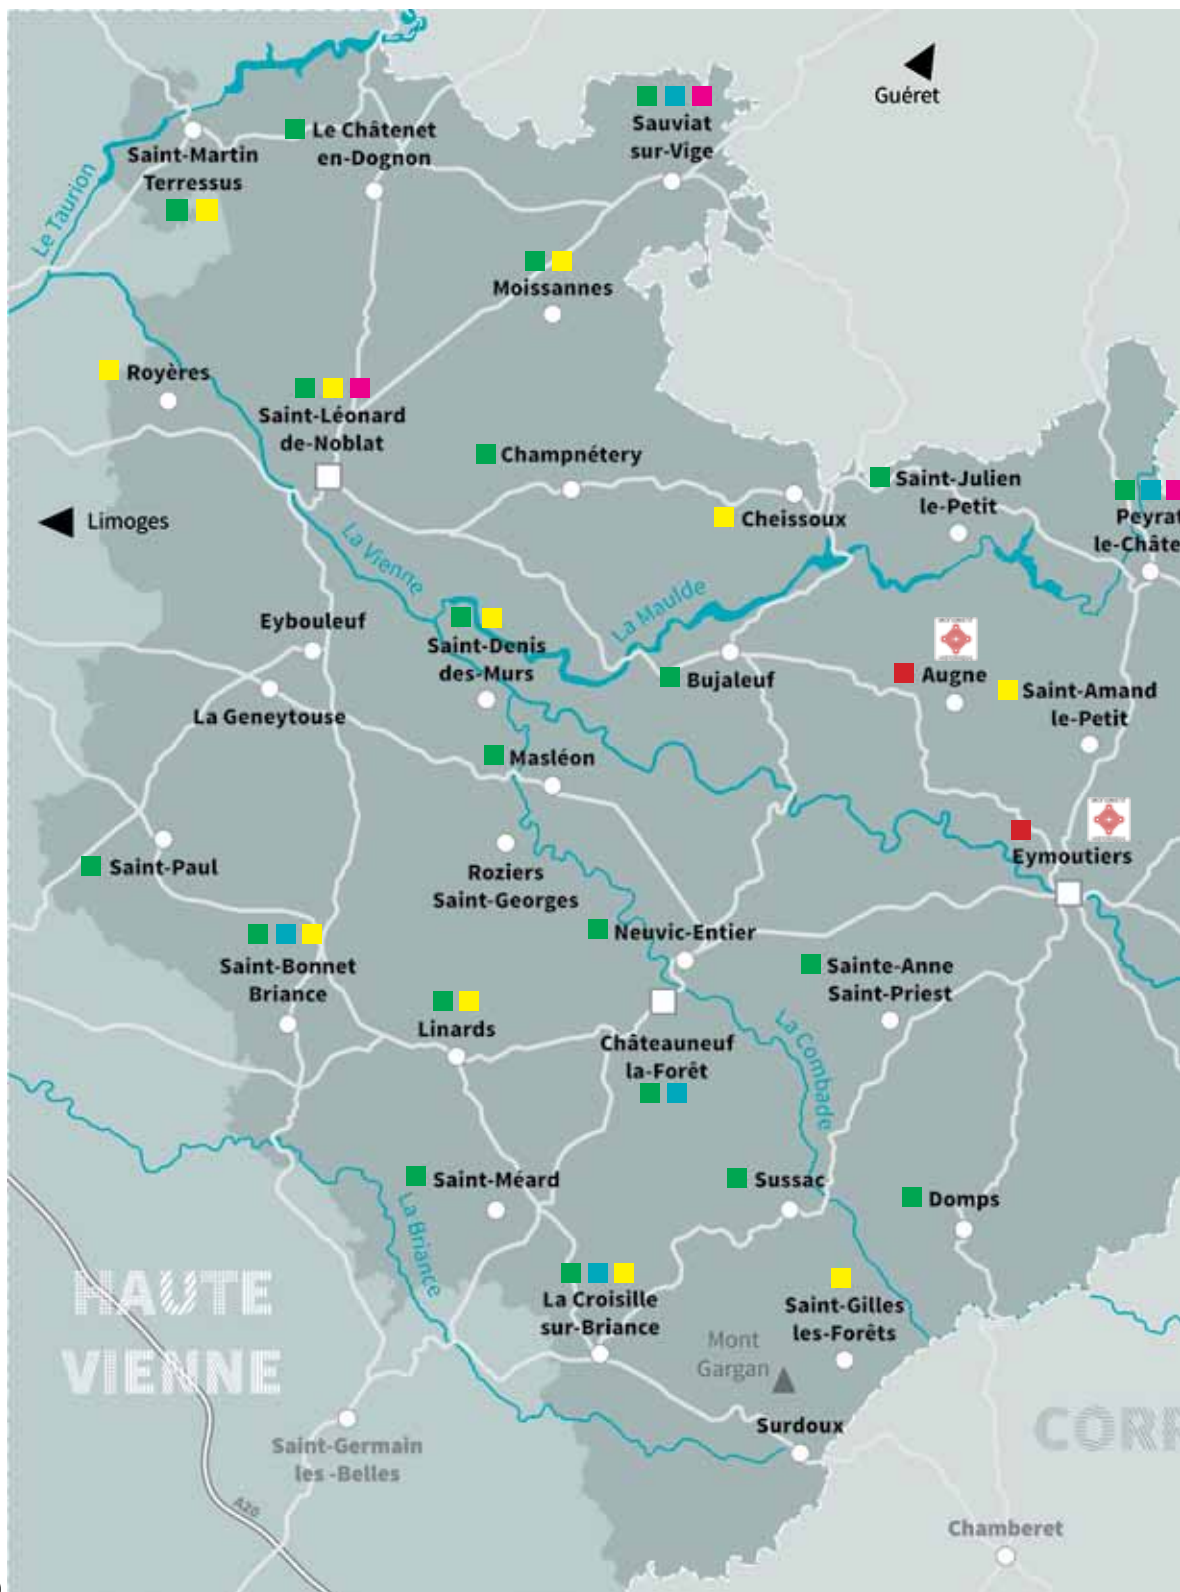 Guéret
Sauviat
sur-Vige
Le Châtenet
en-Dognon
Saint-Martin
Terressus
Le Taurion
Moissannes
Royères
Saint-Léonard
de-Noblat
Champnétery
Saint-Julien
le-Petit
Cheissoux
Peyrat
le-Châte
Limoges
La Vienne
La Maulde
Eybouleuf
Saint-Denis
des-Murs
Bujaleuf
Augne
Saint-Amand
le-Petit
La Geneytouse
Masléon
Eymoutiers
Saint-Paul
Roziers
Saint-Georges
Neuvic-Entier
Saint-Bonnet
Briance
Sainte-Anne
Saint-Priest
Linards
Châteauneuf
la-Forêt
La Combade
Saint-Méard
Sussac
Domps
La Briance
HAUTE
VIENNE
La Croisille
sur-Briance
Saint-Gilles
les-Forêts
Mont
Gargan
Surdoux
CORR
Saint-Germain
les -Belles
A20
Chamberet